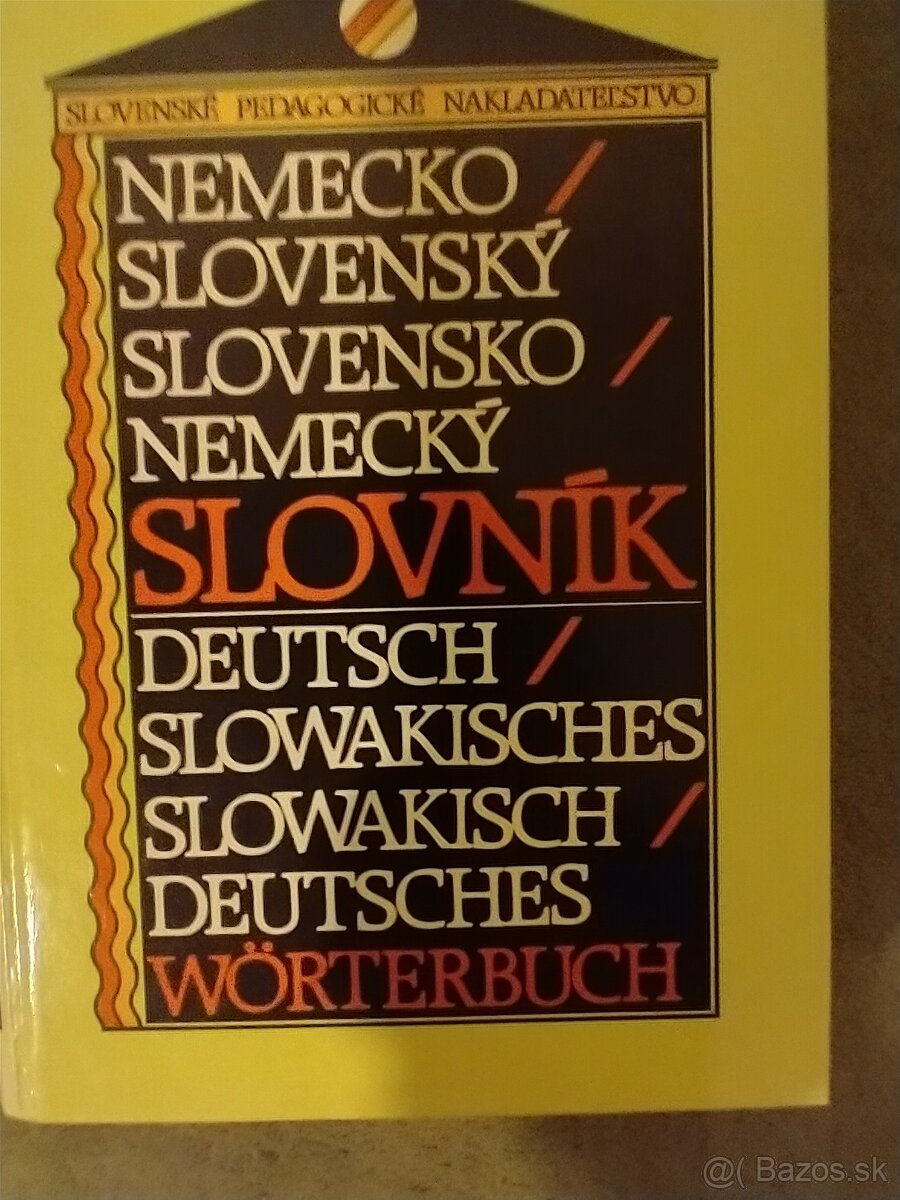 SLOVENSKÉ PEDAGOGICKÉ NAKLADATEĽSTVO
NEMECKO /
SLOVENSKÝ
SLOVENSKO /
NEMECKÝ
SLOVNÍK
DEUTSCH /
SLOWAKISCHES
SLOWAKISCH /
DEUTSCHES
WÖRTERBUCH
@( Bazos.sk